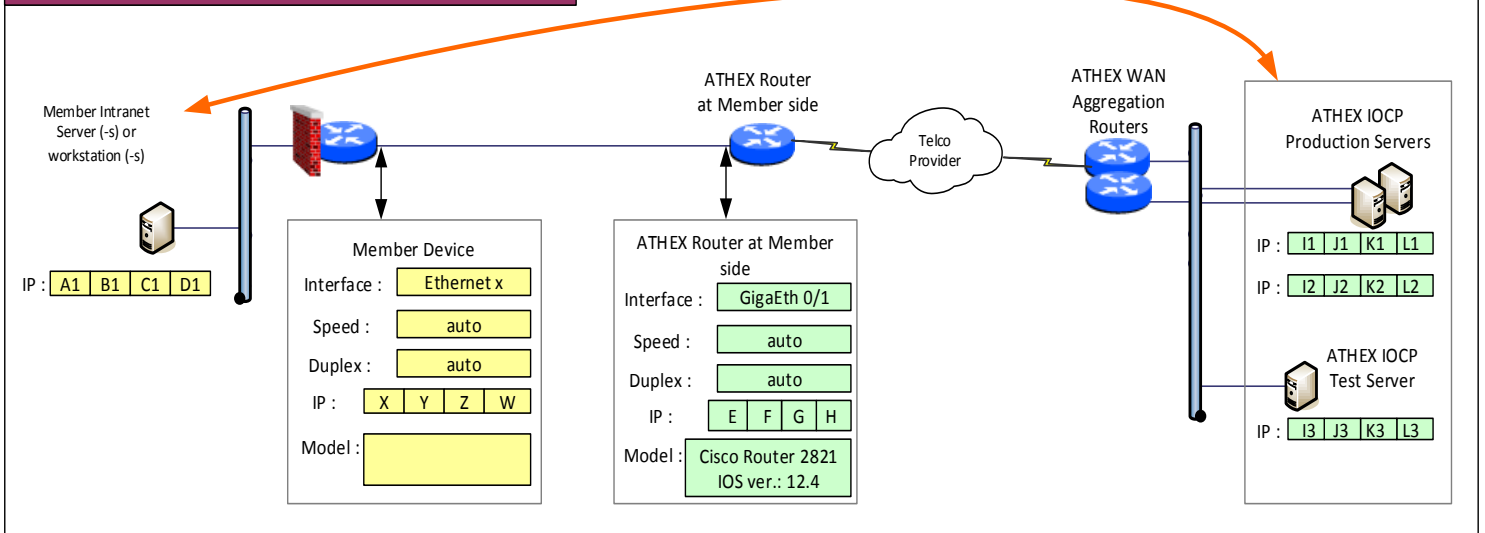 Member Intranet
Server (-s) or
workstation (-s)
IP : A1 B1 C1 D1
Member Device
Interface : Ethernet x
Speed : auto
Duplex : auto
IP : X Y Z W
Model :
ATHEX Router
at Member side
ATHEX Router at Member
side
Interface : GigaEth 0/1
Speed : auto
Duplex : auto
IP : E F G H
Model : Cisco Router 2821
IOS ver.: 12.4
Telco
Provider
ATHEX WAN
Aggregation
Routers
ATHEX IOCP
Production Servers
IP : I1 J1 K1 L1
IP : I2 J2 K2 L2
ATHEX IOCP
Test Server
IP : I3 J3 K3 L3